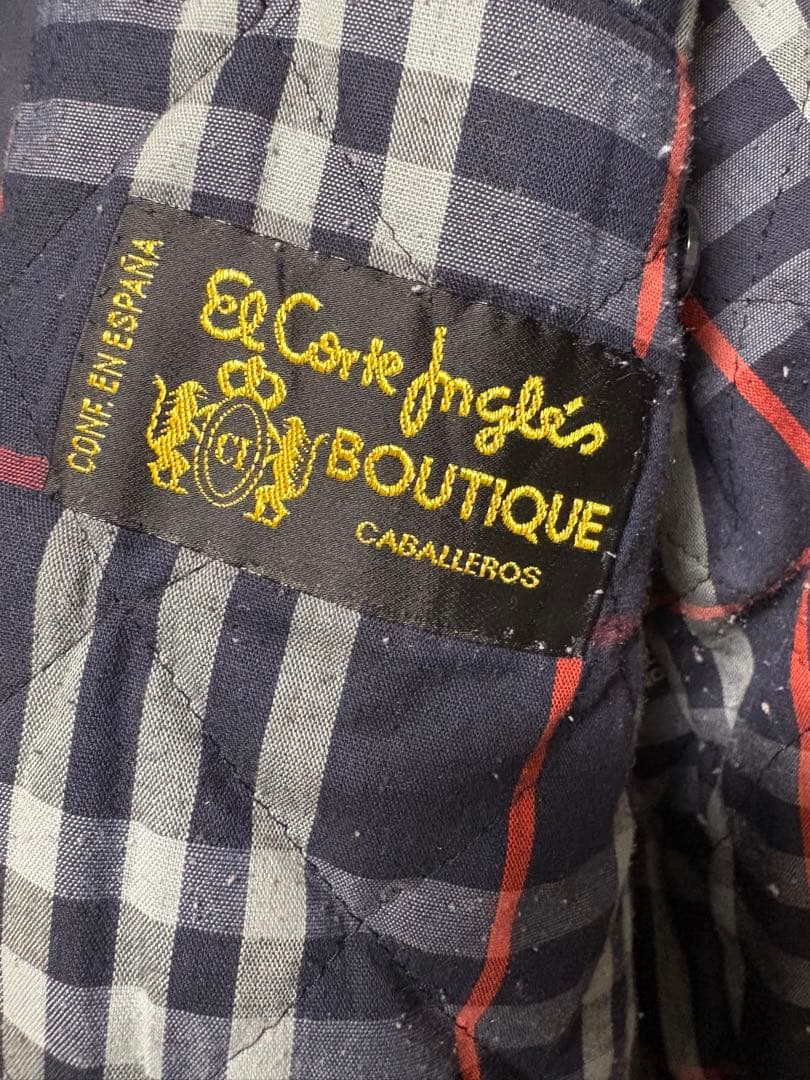 CONF. EN ESPAÑA
El Corte Inglés
CI
BOUTIQUE
CABALLEROS